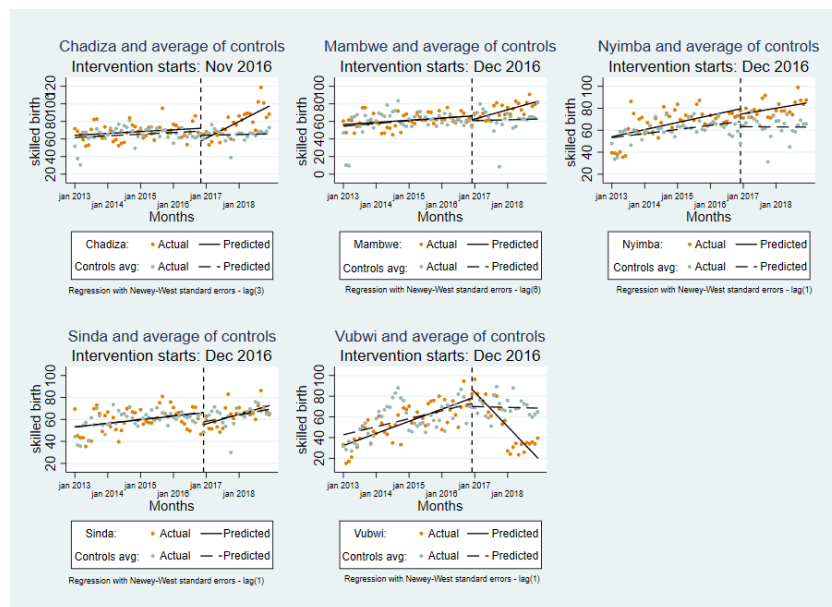 Chadiza and average of controls
Intervention starts: Nov 2016
skilled birth
20 40 60 80 100 120
jan 2013 jan 2015 jan 2017
jan 2014 jan 2016 jan 2018
Months
Chadiza: Actual Predicted
Controls avg: Actual Predicted
Regression with Newey-West standard errors - lag(3)
Mambwe and average of controls
Intervention starts: Dec 2016
skilled birth
0 20 40 60 80 100
jan 2013 jan 2015 jan 2017
jan 2014 jan 2016 jan 2018
Months
Mambwe: Actual Predicted
Controls avg: Actual Predicted
Regression with Newey-West standard errors - lag(6)
Nyimba and average of controls
Intervention starts: Dec 2016
skilled birth
20 40 60 80 100
jan 2013 jan 2015 jan 2017
jan 2014 jan 2016 jan 2018
Months
Nyimba: Actual Predicted
Controls avg: Actual Predicted
Regression with Newey-West standard errors - lag(1)
Sinda and average of controls
Intervention starts: Dec 2016
skilled birth
20 40 60 80 100
jan 2013 jan 2015 jan 2017
jan 2014 jan 2016 jan 2018
Months
Sinda: Actual Predicted
Controls avg: Actual Predicted
Regression with Newey-West standard errors - lag(1)
Vubwi and average of controls
Intervention starts: Dec 2016
skilled birth
20 40 60 80 100
jan 2013 jan 2015 jan 2017
jan 2014 jan 2016 jan 2018
Months
Vubwi: Actual Predicted
Controls avg: Actual Predicted
Regression with Newey-West standard errors - lag(1)